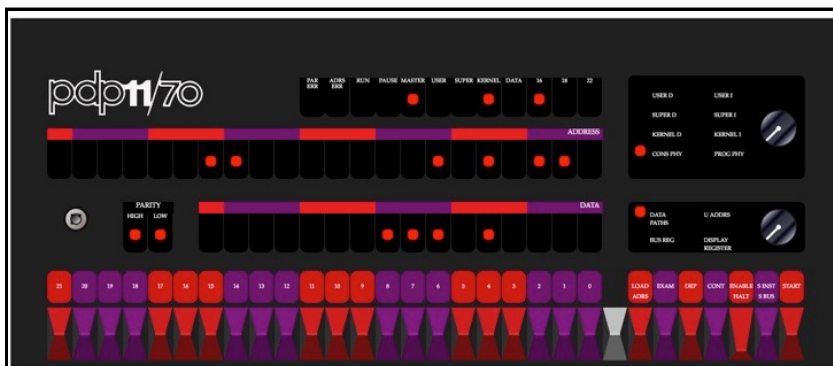 pdp11/70
PAR ERR ADRS ERR RUN PAUSE MASTER USER SUPER KERNEL DATA 16 18 22
USER D USER I
SUPER D SUPER I
KERNEL D KERNEL I
CONS PHY PROG PHY
ADDRESS
PARITY
HIGH LOW
DATA
DATA PATHS U ADDRS
BUS REG DISPLAY REGISTER
21 20 19 18 17 16 15 14 13 12 11 10 9 8 7 6 5 4 3 2 1 0 LOAD ADRS EXAM DEP CONT ENABLE HALT S INST S BUS START